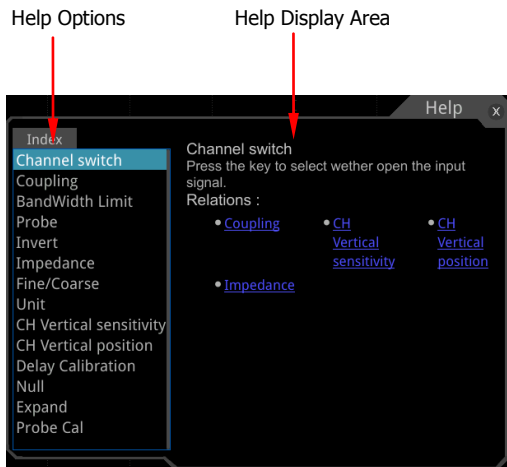 Help Options
Help Display Area
Help
x
Index
Channel switch
Coupling
BandWidth Limit
Probe
Invert
Impedance
Fine/Coarse
Unit
CH Vertical sensitivity
CH Vertical position
Delay Calibration
Null
Expand
Probe Cal
Channel switch
Press the key to select wether open the input
signal.
Relations :
Coupling
CH
Vertical
sensitivity
CH
Vertical
position
Impedance